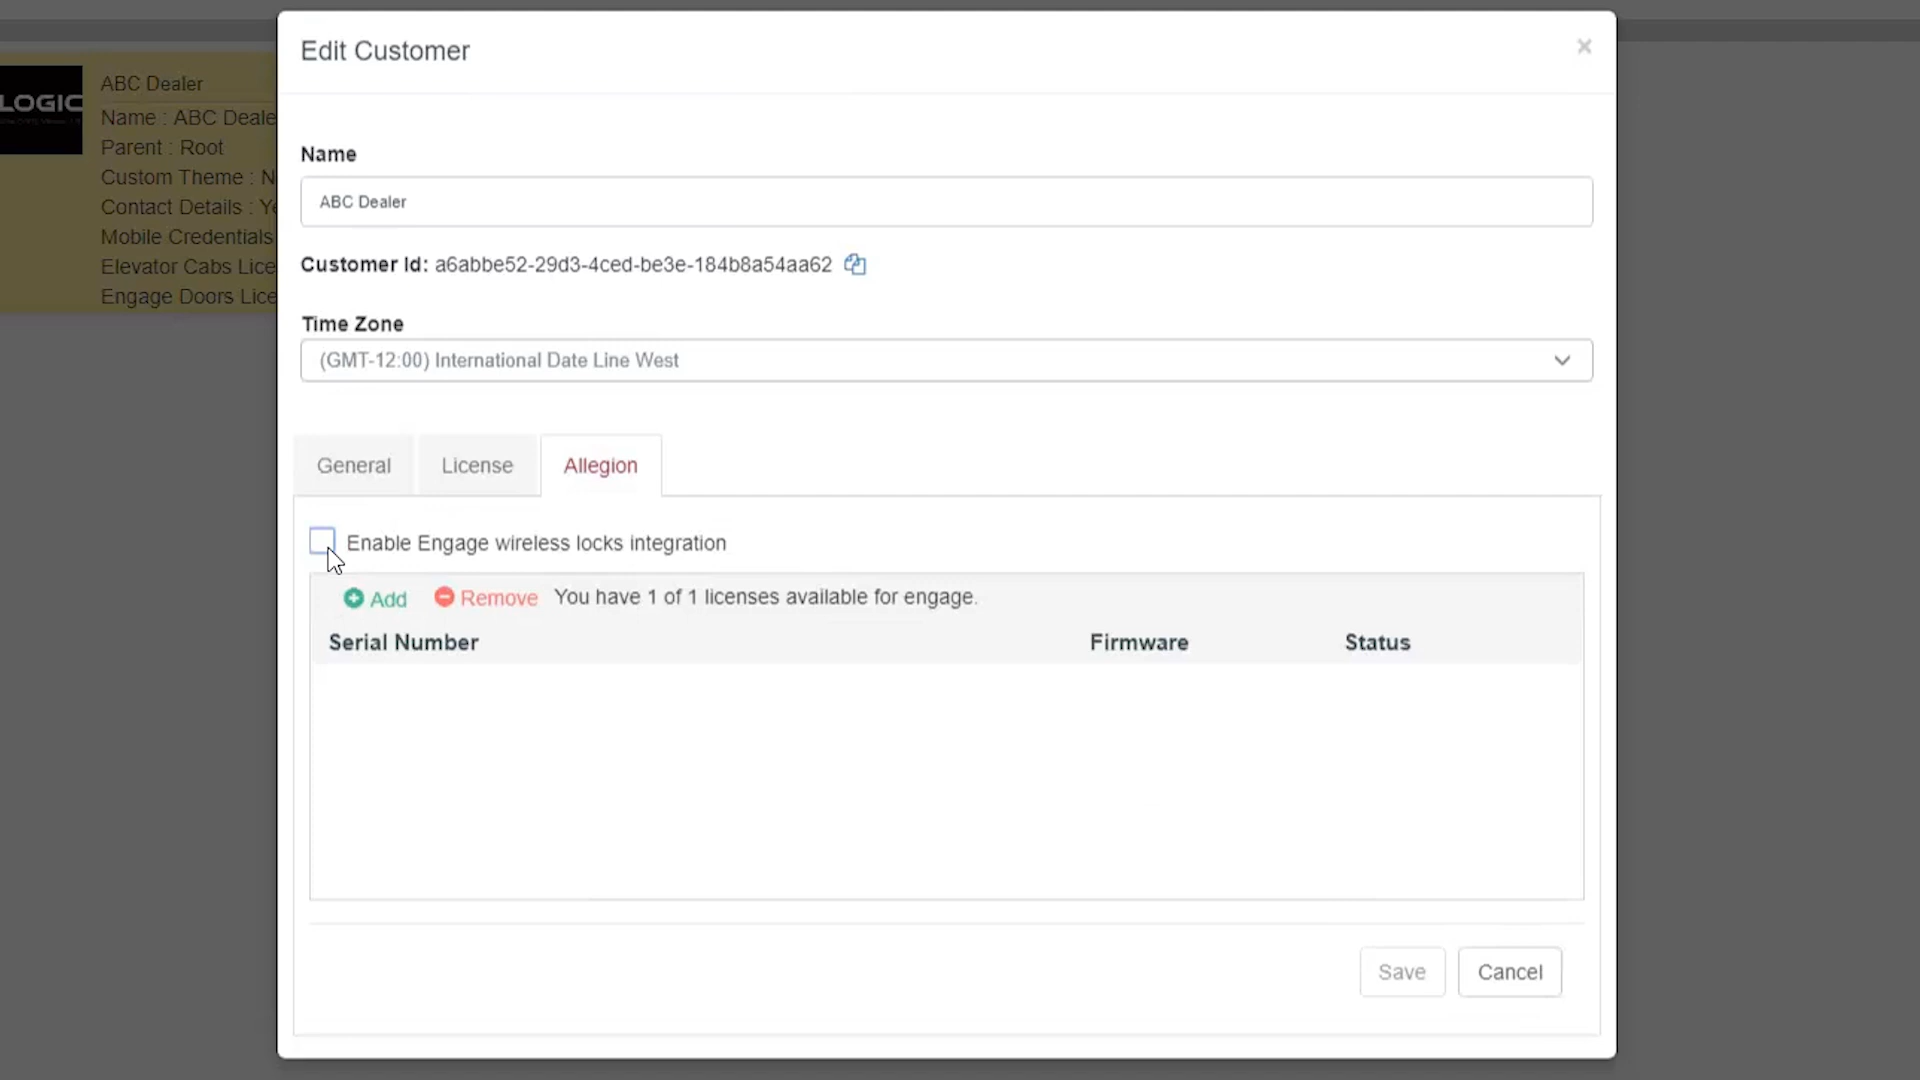 LOGIC
ABC Dealer
Name : ABC Deale
Parent : Root
Custom Theme : N
Contact Details : Ye
Mobile Credentials
Elevator Cabs Lice
Engage Doors Lice
Edit Customer
×
Name
ABC Dealer
Customer Id: a6abbe52-29d3-4ced-be3e-184b8a54aa62
Time Zone
(GMT-12:00) International Date Line West
General License Allegion
Enable Engage wireless locks integration
Add Remove You have 1 of 1 licenses available for engage.
Serial Number Firmware Status
Save Cancel